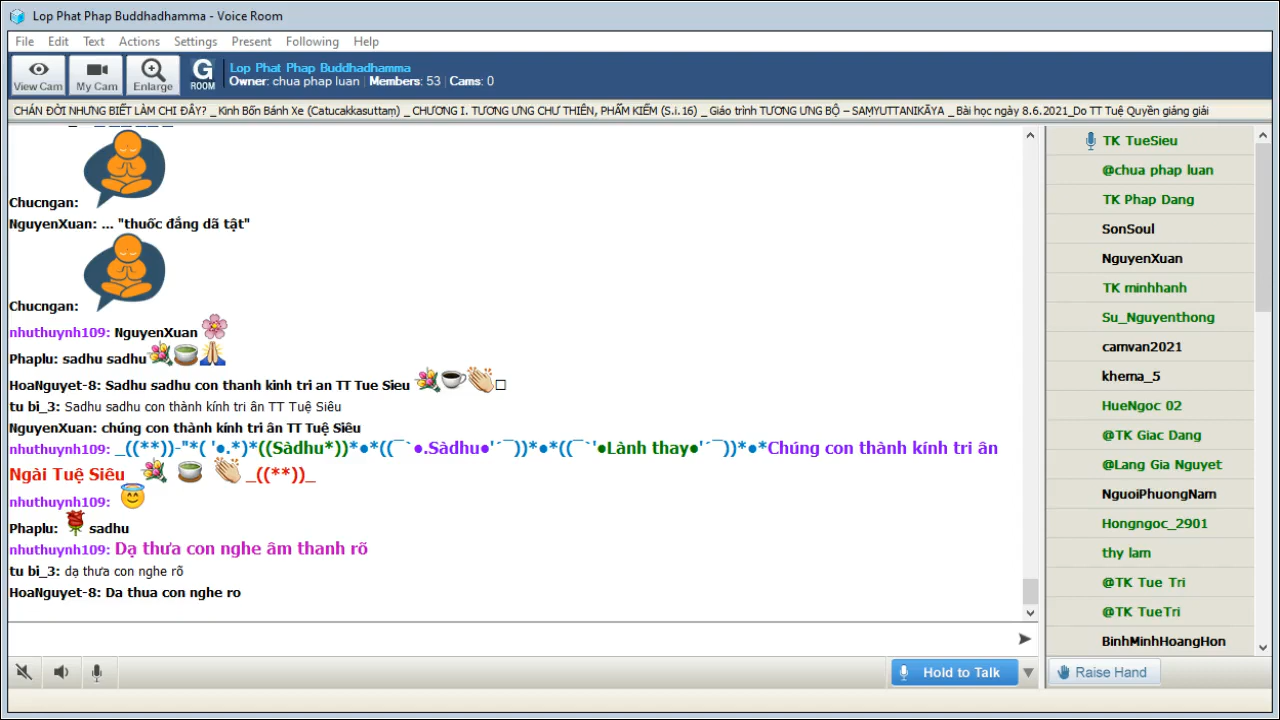 Lop Phat Phap Buddhadhamma - Voice Room
File Edit Text Actions Settings Present Following Help
View Cam My Cam Enlarge G ROOM
Lop Phat Phap Buddhadhamma
Owner: chua phap luan , Members: 53 , Cams: 0
CHÁN ĐỜI NHƯNG BIẾT LÀM CHI ĐÂY? _ Kinh Bốn Bánh Xe (Catucakkasuttaṃ) _ CHƯƠNG I. TƯƠNG ƯNG CHƯ THIÊN, PHẨM KIẾM (S.i.16) _ Giáo trình TƯƠNG ƯNG BỘ – SAṂYUTTANIKĀYA _ Bài học ngày 8.6.2021_Do TT Tuệ Quyền giảng giải
Chucngan:
NguyenXuan: ... "thuốc đắng dã tật"
Chucngan:
nhuthuynh109: NguyenXuan
Phaplu: sadhu sadhu
HoaNguyet-8: Sadhu sadhu con thanh kinh tri an TT Tue Sieu
tu bi_3: Sadhu sadhu con thành kính tri ân TT Tuệ Siêu
NguyenXuan: chúng con thành kính tri ân TT Tuệ Siêu
nhuthuynh109: _((**))-"*( '●.*)*((Sàdhu*))*●*((¯`●.Sàdhu●'´¯))*●*((¯`'●Lành thay●'´¯))*●*Chúng con thành kính tri ân
Ngài Tuệ Siêu _((**))_
nhuthuynh109:
Phaplu: sadhu
nhuthuynh109: Dạ thưa con nghe âm thanh rõ
tu bi_3: dạ thưa con nghe rõ
HoaNguyet-8: Da thua con nghe ro
TK TueSieu
@chua phap luan
TK Phap Dang
SonSoul
NguyenXuan
TK minhhanh
Su_Nguyenthong
camvan2021
khema_5
HueNgoc 02
@TK Giac Dang
@Lang Gia Nguyet
NguoiPhuongNam
Hongngoc_2901
thy lam
@TK Tue Tri
@TK TueTri
BinhMinhHoangHon
Hold to Talk
Raise Hand